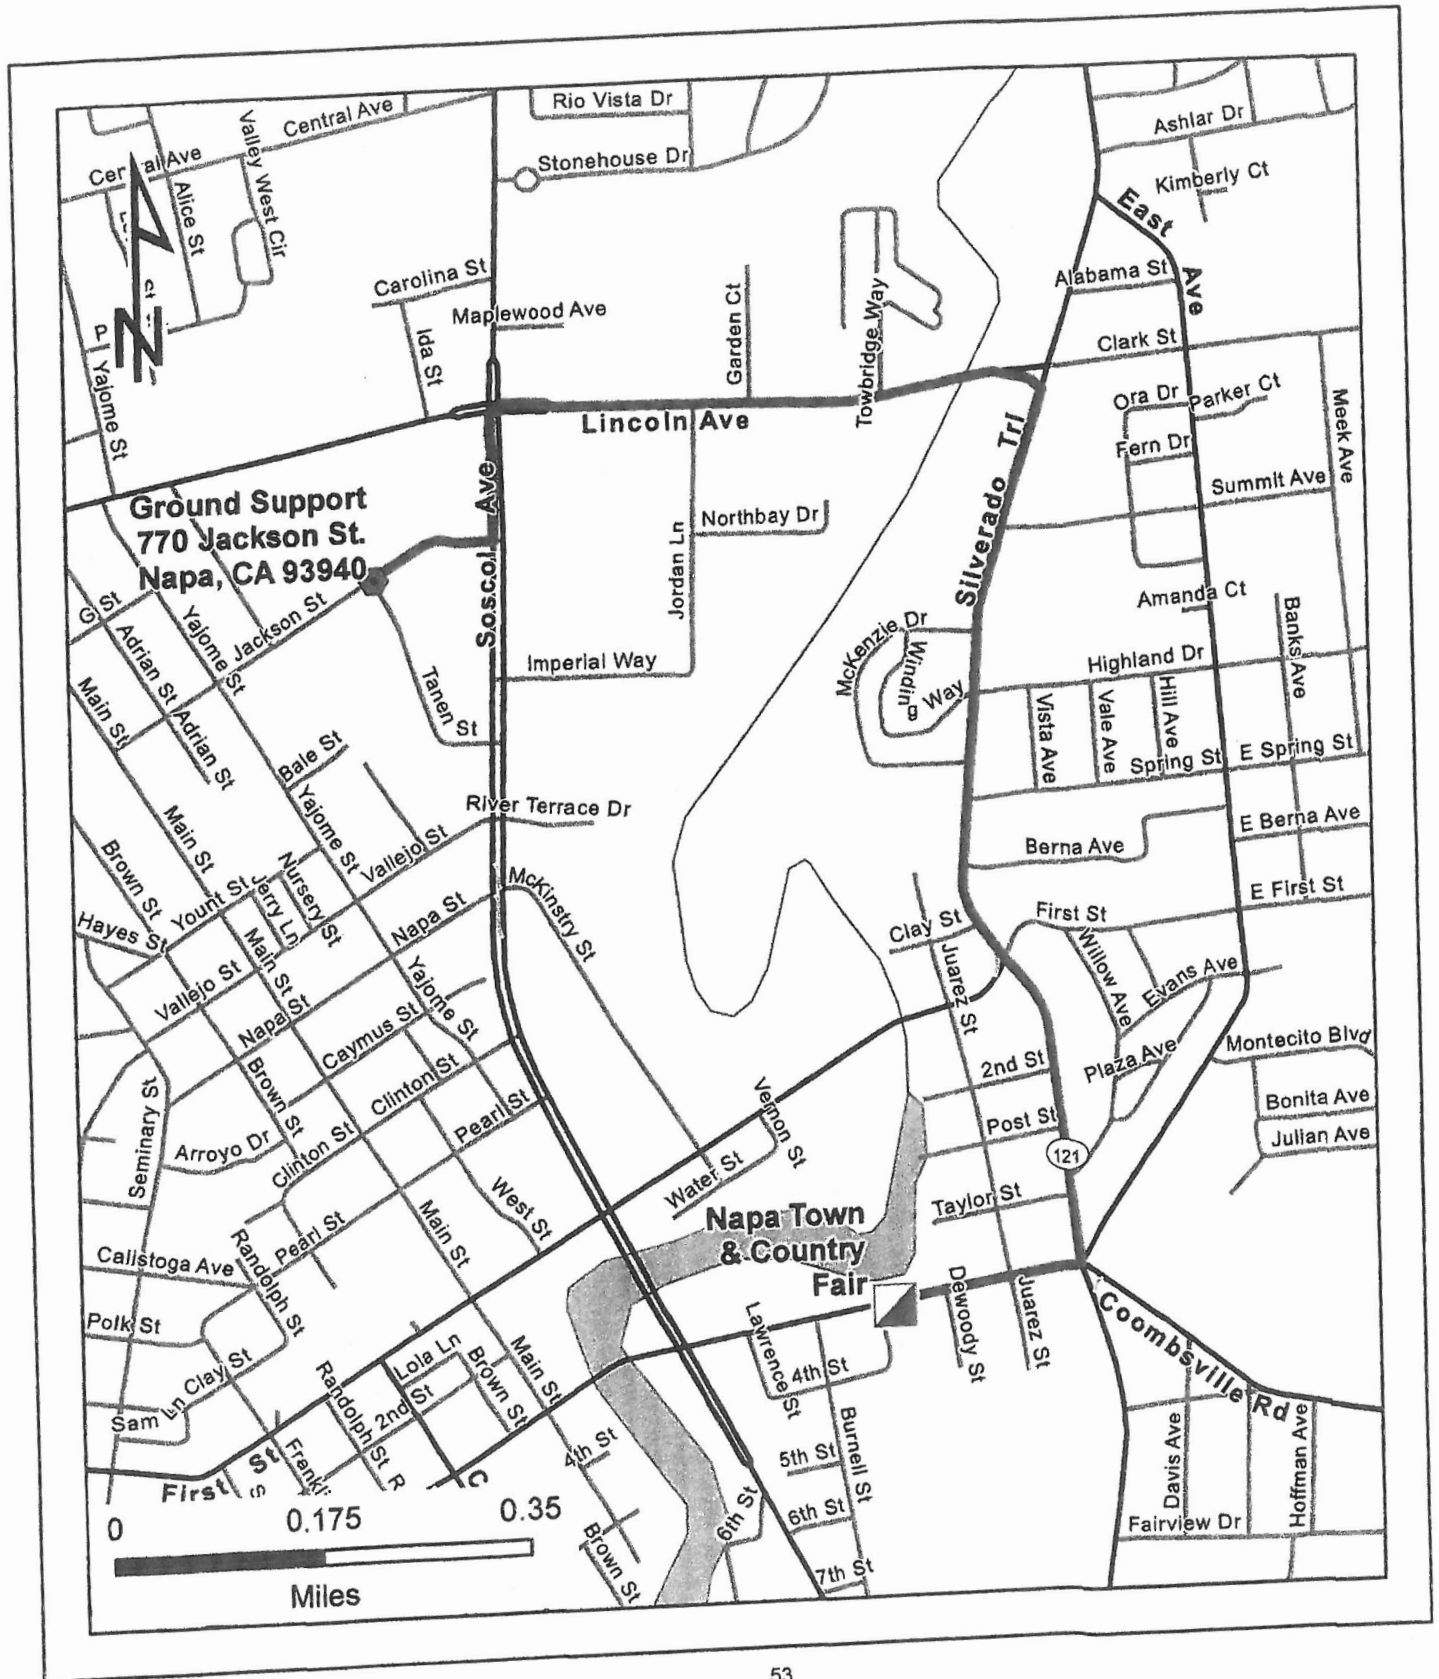 Rio Vista Dr
Central Ave
Ashlar Dr
Valley West Cir
Stonehouse Dr
Central Ave
Kimberly Ct
Alice St
East Ave
Carolina St
Alabama St
St
Maplewood Ave
Garden Ct
Towbridge Way
N
P
Ida St
Clark St
Yajome St
Ora Dr
Parker Ct
Meek Ave
Lincoln Ave
Fern Dr
Silverado Trl
Soscol Ave
Summit Ave
Ground Support
770 Jackson St.
Napa, CA 93940
Northbay Dr
Jordan Ln
G St
Jackson St
Amanda Ct
Banks Ave
Adrian St
Yajome St
McKenzie Dr
Winding Way
Imperial Way
Highland Dr
Main St
Tanen St
Vista Ave
Vale Ave
Hill Ave
Adrian St
Bale St
Spring St
E Spring St
River Terrace Dr
Main St
Yajome St
Vallejo St
Berna Ave
E Berna Ave
Brown St
Nursery St
Jerry Ln
Yount St
McKinstry St
E First St
Hayes St
Napa St
Clay St
First St
Main St
Juarez St
Willow Ave
Evans Ave
Vallejo St
Yajome St
Napa St
Caymus St
Montecito Blvd
Plaza Ave
2nd St
Brown St
Clinton St
Vernon St
Bonita Ave
Pearl St
Post St
Julian Ave
Seminary St
Arroyo Dr
Clinton St
121
Water St
West St
Taylor St
Napa Town
& Country
Fair
Main St
Pearl St
Calistoga Ave
Randolph St
Dewoody St
Juarez St
Coombsville Rd
Polk St
Lawrence St
Lola Ln
Main St
Clay St
Brown St
4th St
Randolph St
2nd St
Sam Ln
Burnell St
Davis Ave
Hoffman Ave
4th St
5th St
First St
S
Frankli
R
C
6th St
6th St
Fairview Dr
Brown St
7th St
0
0.175
0.35
Miles
53